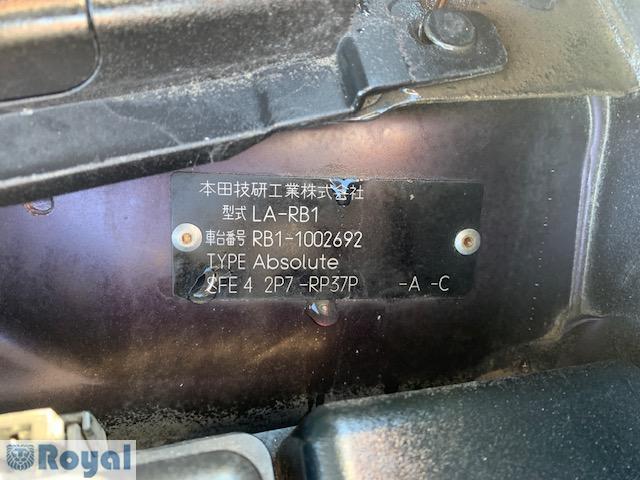 本田技研工業株式会社
型式 LA-RB1
車台番号 RB1-1002692
TYPE Absolute
SFE 4 2P7 -RP37P -A -C
Royal